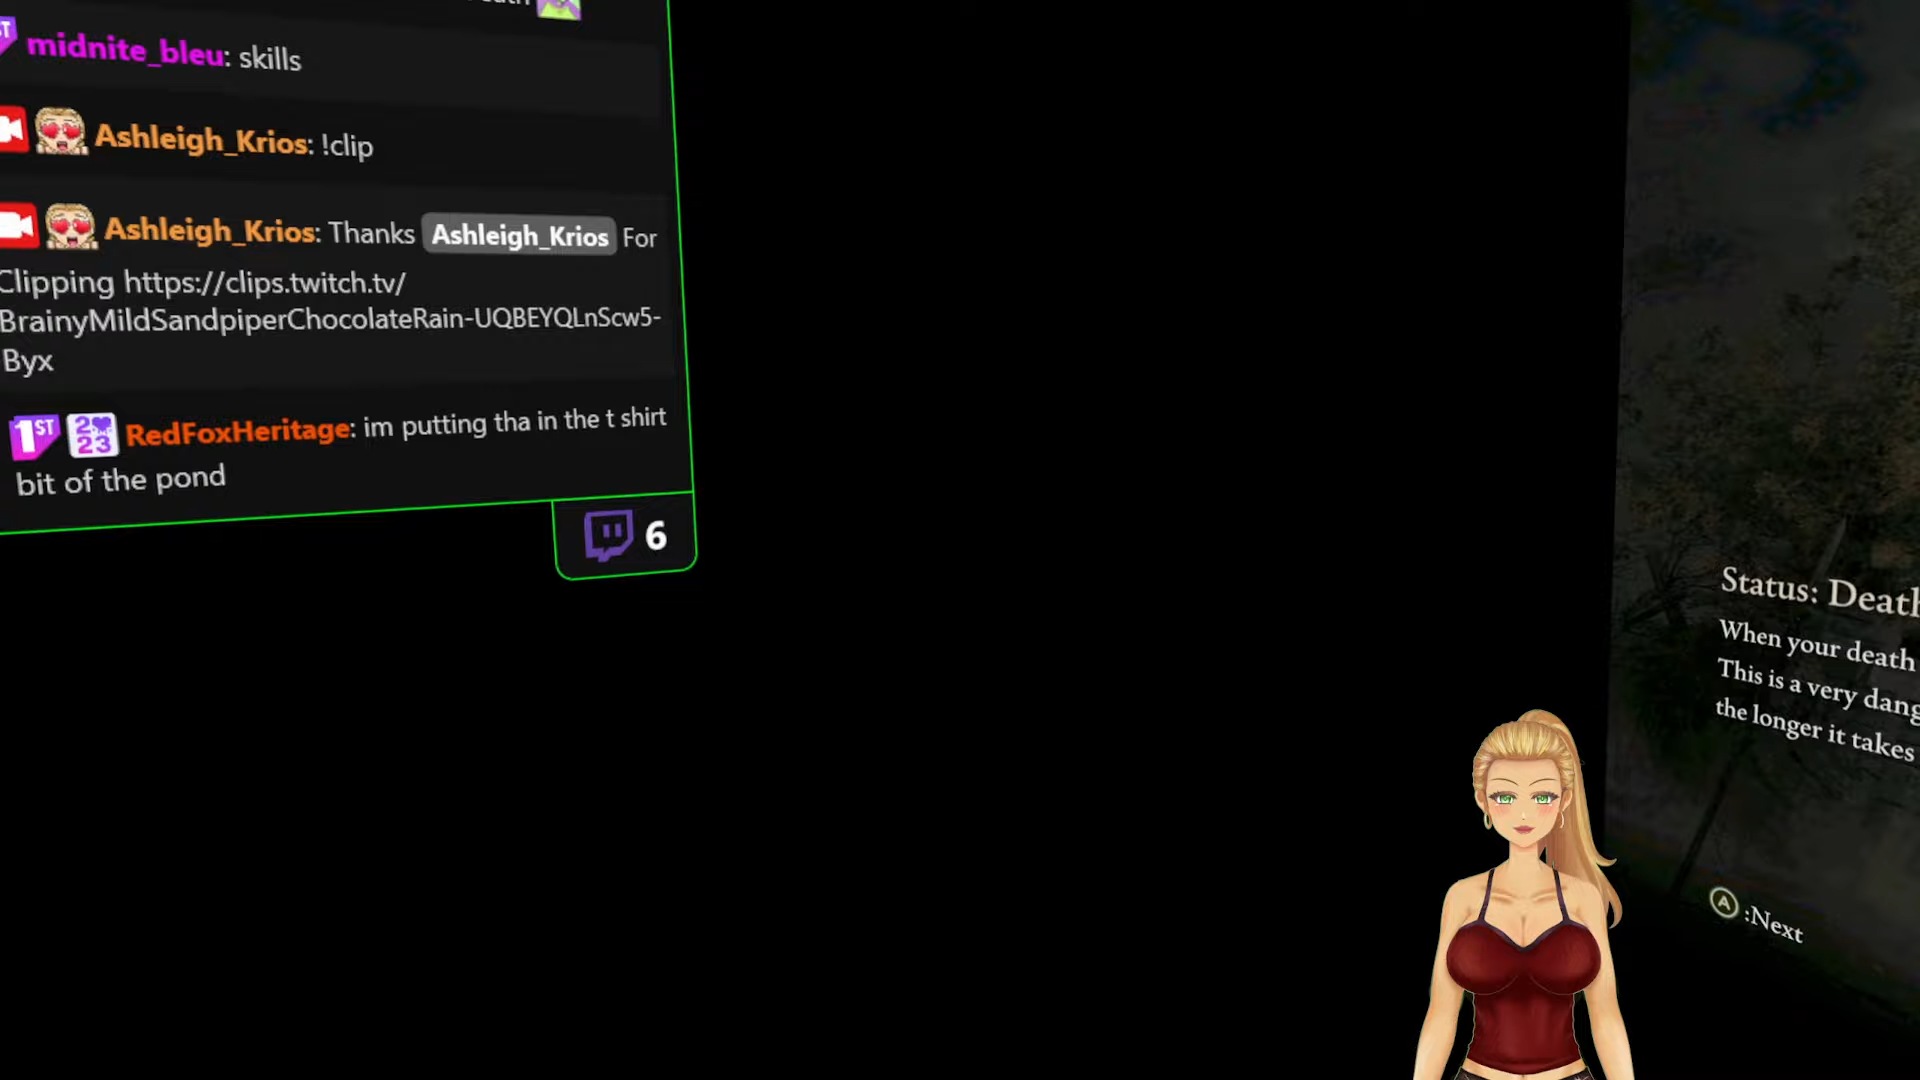 midnite_bleu: skills
Ashleigh_Krios: !clip
Ashleigh_Krios: Thanks Ashleigh_Krios For
Clipping https://clips.twitch.tv/
BrainyMildSandpiperChocolateRain-UQBEYQLnScw5-
Byx
1ST 2023 RedFoxHeritage: im putting tha in the t shirt
bit of the pond
6
Status: Death
When your death
This is a very dang
the longer it takes
A :Next